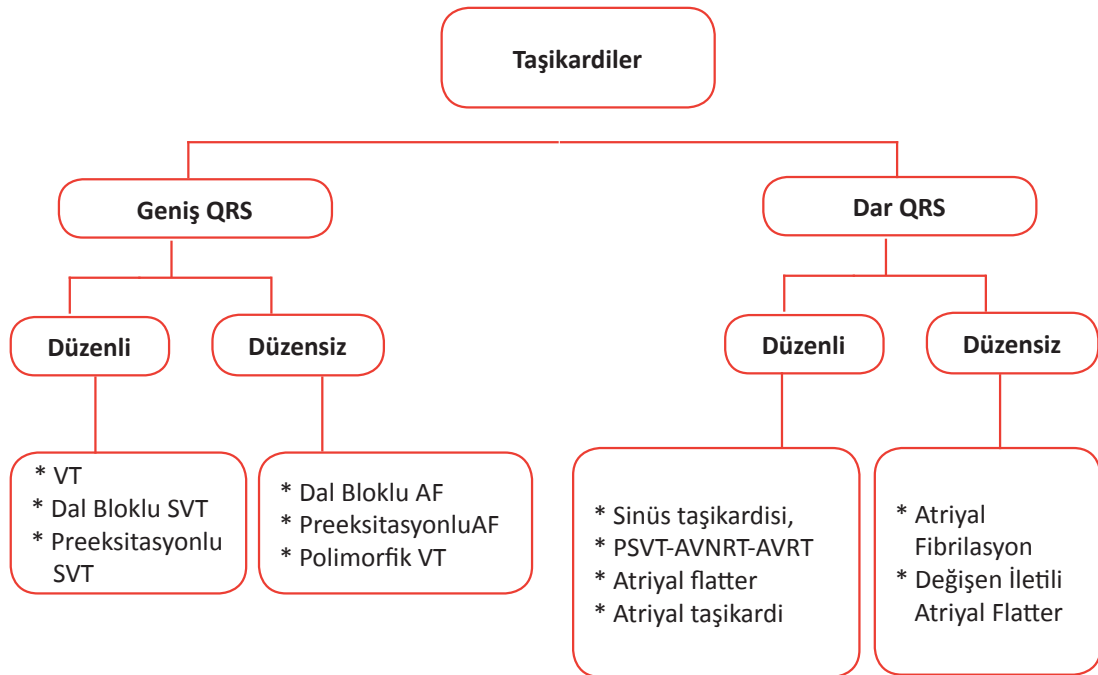 Taşikardiler
Geniş QRS
Dar QRS
Düzenli
Düzensiz
Düzenli
Düzensiz
* VT
* Dal Bloklu SVT
* Preeksitasyonlu
SVT
* Dal Bloklu AF
* PreeksitasyonluAF
* Polimorfik VT
* Sinüs taşikardisi,
* PSVT-AVNRT-AVRT
* Atriyal flatter
* Atriyal taşikardi
* Atriyal
Fibrilasyon
* Değişen İletili
Atriyal Flatter